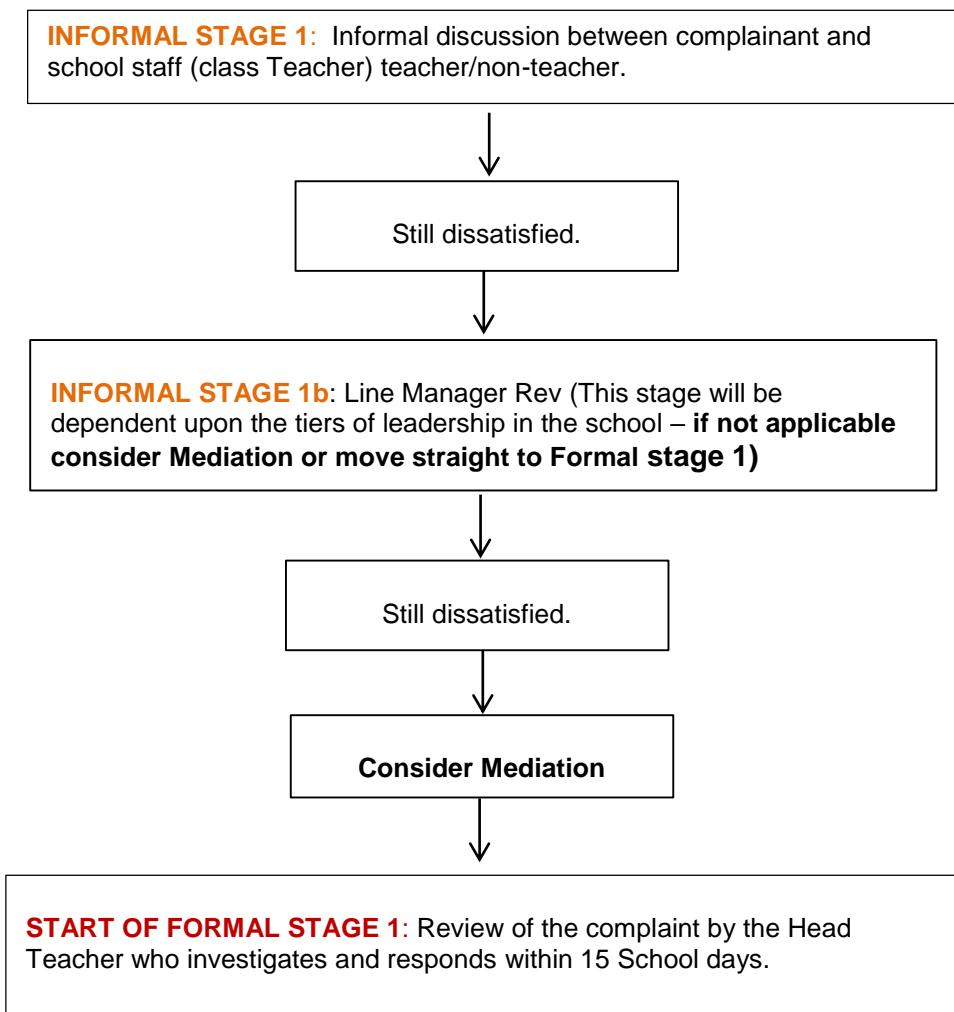 INFORMAL STAGE 1: Informal discussion between complainant and
school staff (class Teacher) teacher/non-teacher.
Still dissatisfied.
INFORMAL STAGE 1b: Line Manager Rev (This stage will be
dependent upon the tiers of leadership in the school – if not applicable
consider Mediation or move straight to Formal stage 1)
Still dissatisfied.
Consider Mediation
START OF FORMAL STAGE 1: Review of the complaint by the Head
Teacher who investigates and responds within 15 School days.